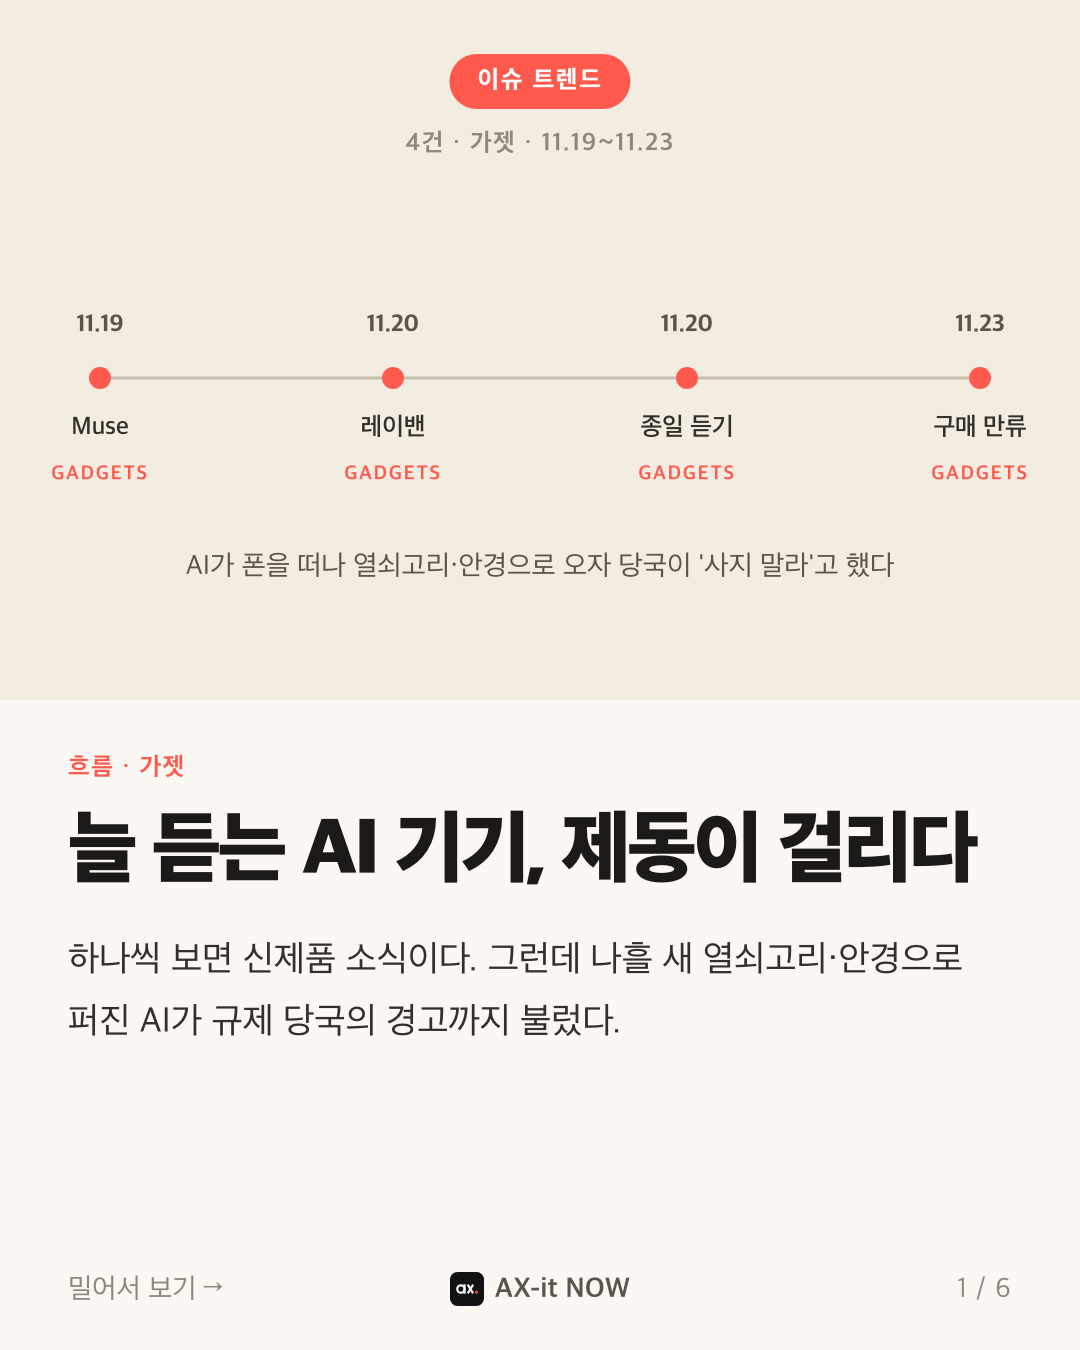 이슈 트렌드
4건 · 가젯 · 11.19~11.23
11.19 11.20 11.20 11.23
Muse 레이밴 종일 듣기 구매 만류
GADGETS GADGETS GADGETS GADGETS
AI가 폰을 떠나 열쇠고리·안경으로 오자 당국이 '사지 말라'고 했다
흐름 · 가젯
늘 듣는 AI 기기, 제동이 걸리다
하나씩 보면 신제품 소식이다. 그런데 나흘 새 열쇠고리·안경으로
퍼진 AI가 규제 당국의 경고까지 불렀다.
밀어서 보기 → ax. AX-it NOW 1 / 6